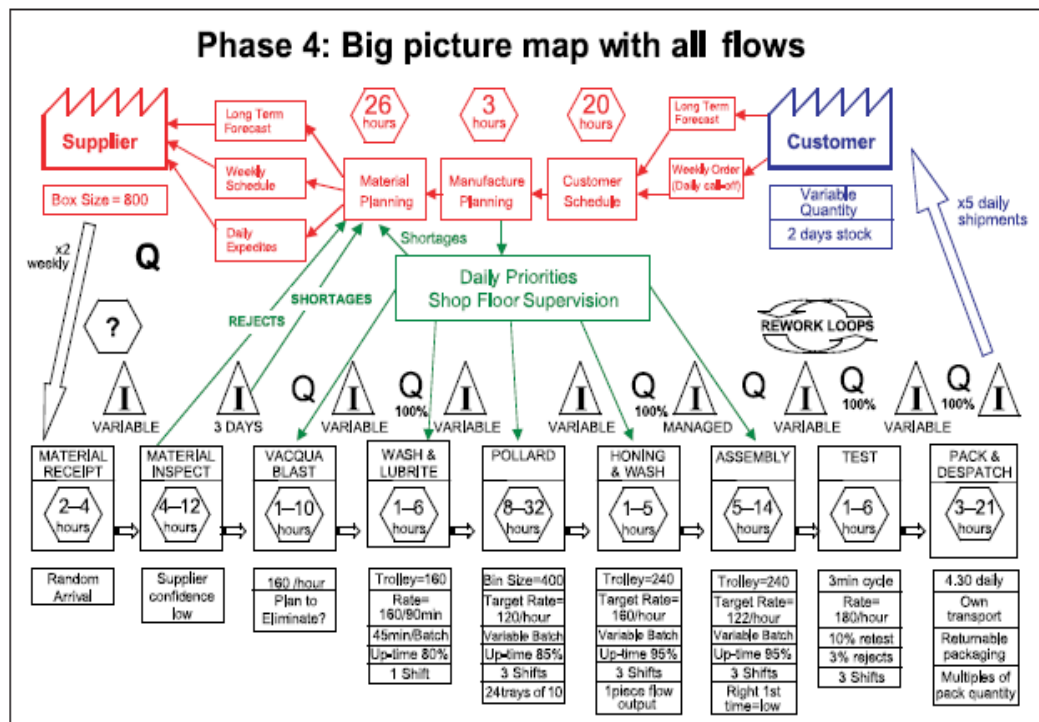 Phase 4: Big picture map with all flows
Supplier
Long Term
Forecast
26
hours
3
hours
20
hours
Long Term
Forecast
Customer
Weekly
Schedule
Material
Planning
Manufacture
Planning
Customer
Schedule
Weekly Order
(Daily call-off)
Box Size = 800
Daily
Expedites
Variable
Quantity
2 days stock
x5 daily
shipments
x2
weekly
Q
Shortages
Daily Priorities
Shop Floor Supervision
SHORTAGES
REJECTS
?
REWORK LOOPS
I
VARIABLE
I
3 DAYS
Q
I
VARIABLE
Q
100%
I
VARIABLE
I
VARIABLE
Q
100%
I
MANAGED
Q
I
VARIABLE
Q
100%
I
VARIABLE
Q
100%
I
MATERIAL
RECEIPT
2–4
hours
Random
Arrival
MATERIAL
INSPECT
4–12
hours
Supplier
confidence
low
VACQUA
BLAST
1–10
hours
160 /hour
Plan to
Eliminate?
WASH &
LUBRITE
1–6
hours
Trolley=160
Rate=
160/90min
45min/Batch
Up-time 80%
1 Shift
POLLARD
8–32
hours
Bin Size=400
Target Rate=
120/hour
Variable Batch
Up-time 85%
3 Shifts
24trays of 10
HONING
& WASH
1–5
hours
Trolley=240
Target Rate=
160/hour
Variable Batch
Up-time 95%
3 Shifts
1piece flow
output
ASSEMBLY
5–14
hours
Trolley=240
Target Rate=
122/hour
Variable Batch
Up-time 95%
3 Shifts
Right 1st
time=low
TEST
1–6
hours
3min cycle
Rate=
180/hour
10% retest
3% rejects
3 Shifts
PACK &
DESPATCH
3–21
hours
4.30 daily
Own
transport
Returnable
packaging
Multiples of
pack quantity